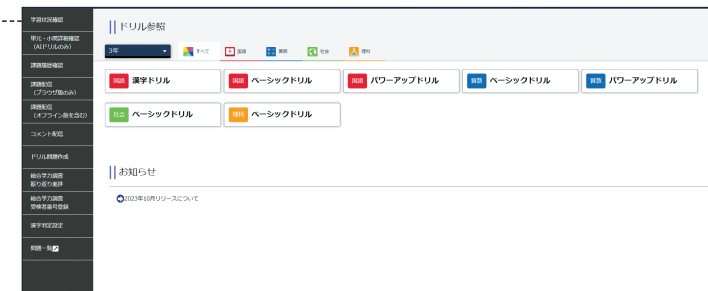 学習状況確認
単元・小問詳細確認
(AIドリルのみ)
課題履歴確認
課題配信
(ブラウザ版のみ)
課題配信
(オフライン版を含む)
コメント配信
ドリル問題作成
総合学力調査
振り返り進捗
総合学力調査
受検者番号登録
漢字判定設定
問題一覧
ドリル参照
3年
すべて
国語
算数
社会
理科
国語 漢字ドリル
国語 ベーシックドリル
国語 パワーアップドリル
算数 ベーシックドリル
算数 パワーアップドリル
社会 ベーシックドリル
理科 ベーシックドリル
お知らせ
2023年10月リリースについて